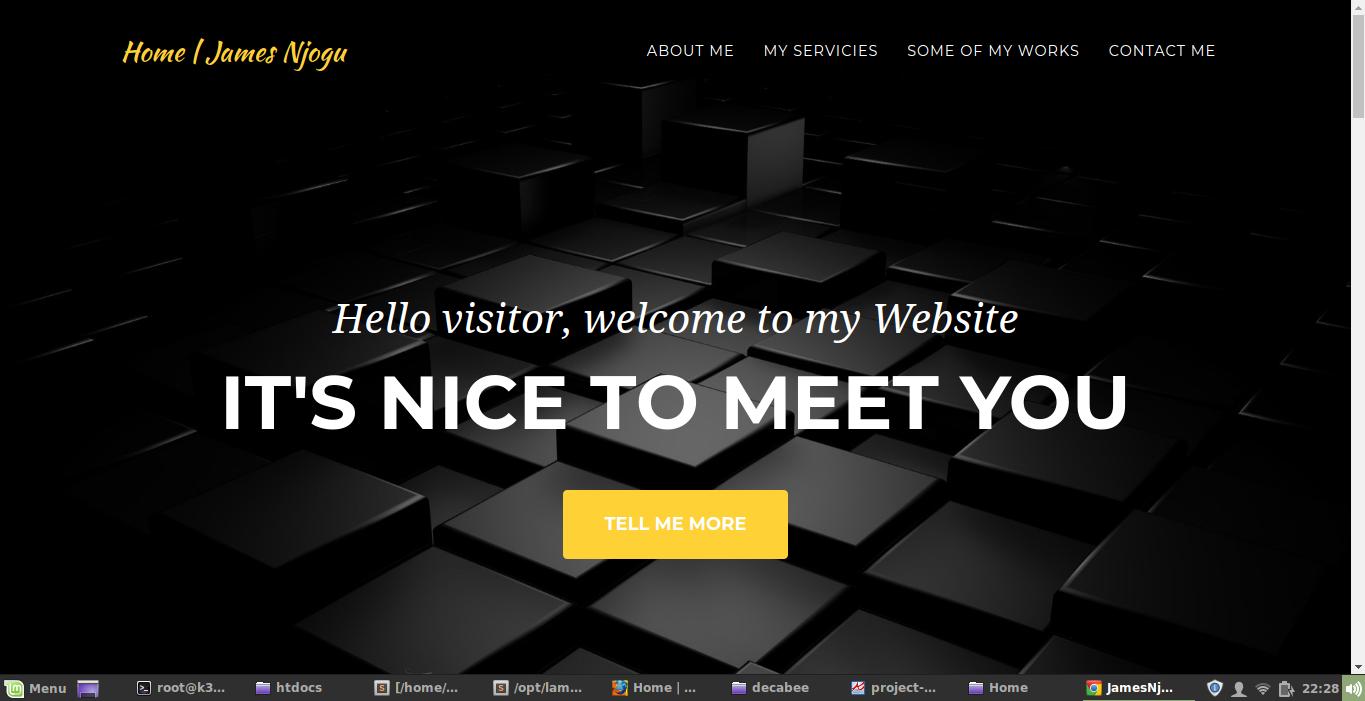 Home | James Njogu
ABOUT ME MY SERVICIES SOME OF MY WORKS CONTACT ME
Hello visitor, welcome to my Website
IT'S NICE TO MEET YOU
TELL ME MORE
Menu root@k3... htdocs [/home/... /opt/lam... Home | ... decabee project-... Home JamesNj... 22:28